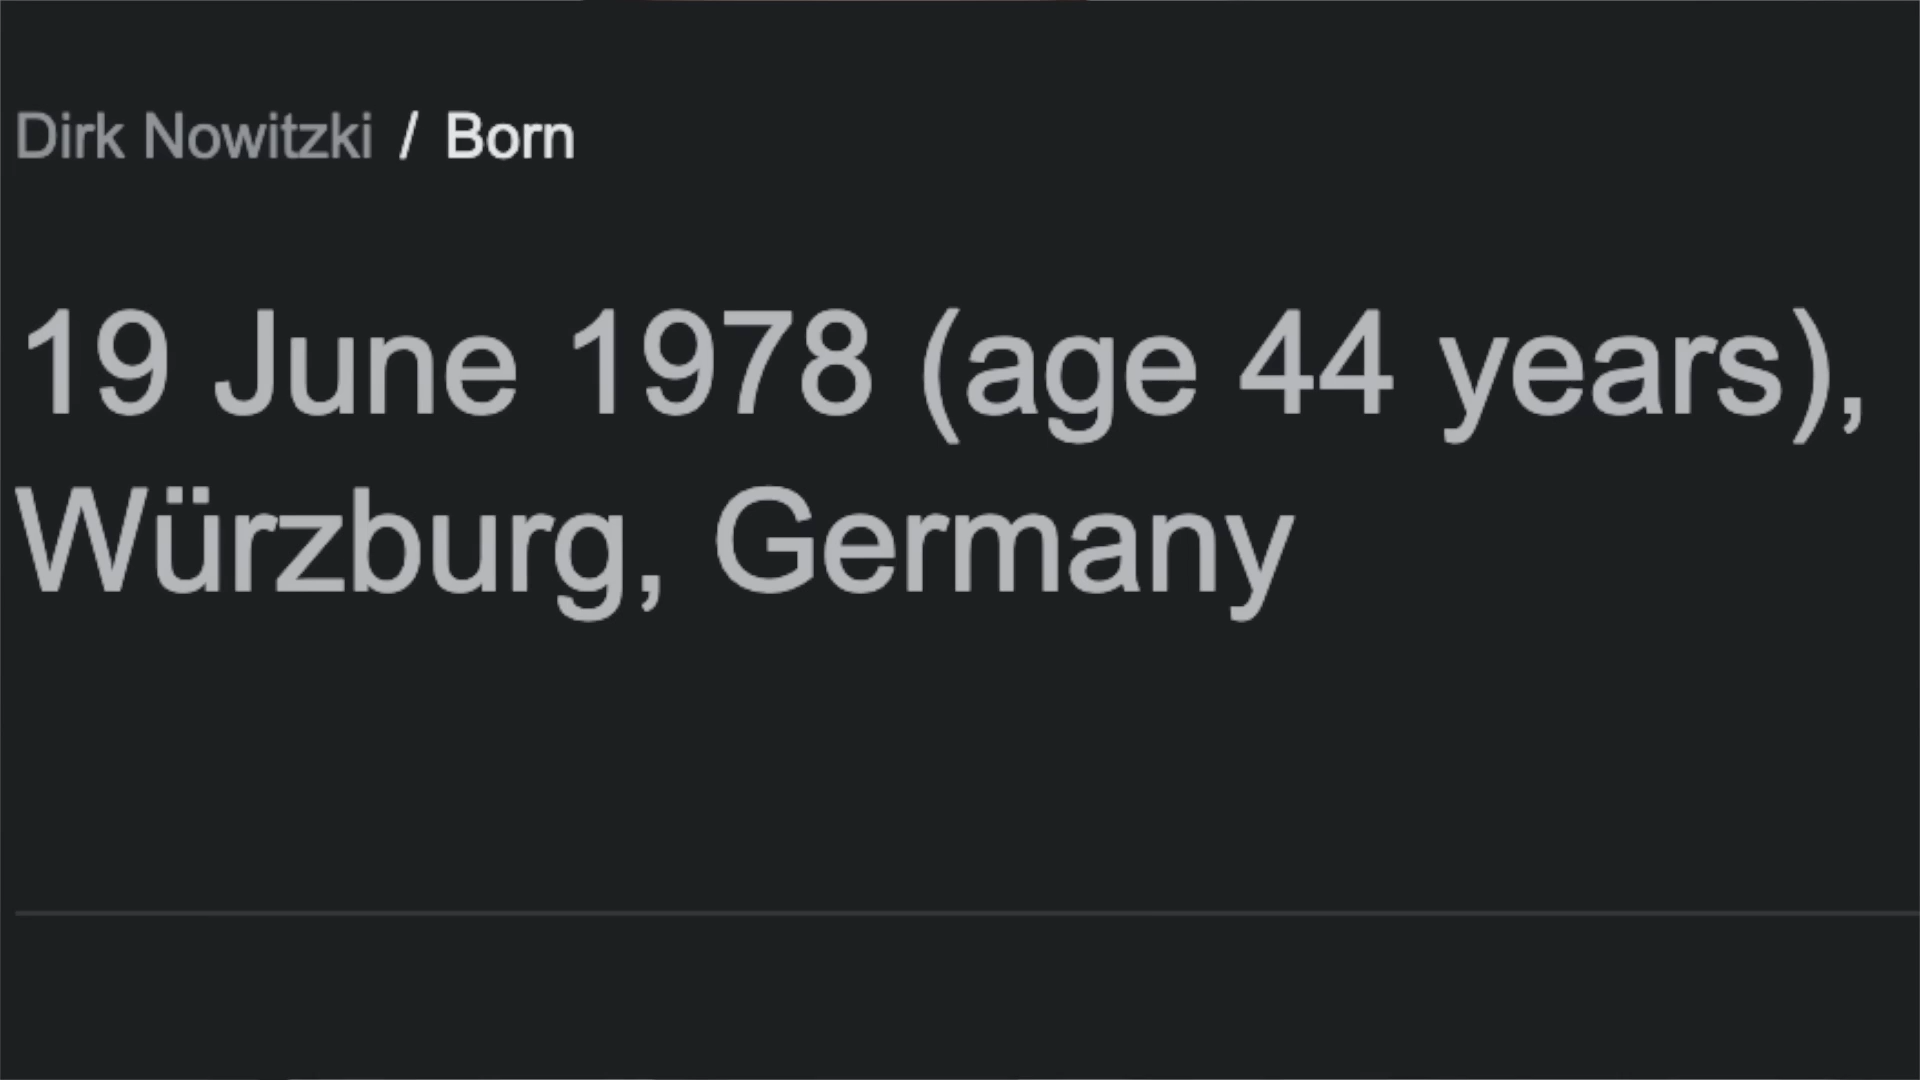 Dirk Nowitzki / Born
19 June 1978 (age 44 years),
Würzburg, Germany